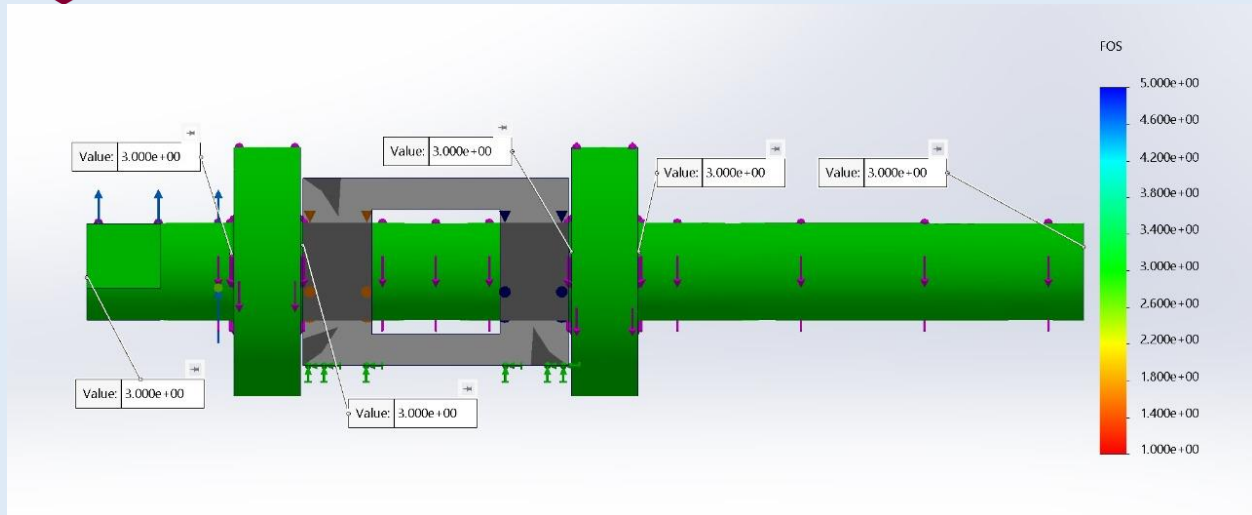 FOS
5.000e+00
4.600e+00
4.200e+00
3.800e+00
3.400e+00
3.000e+00
2.600e+00
2.200e+00
1.800e+00
1.400e+00
1.000e+00
Value: 3.000e+00
Value: 3.000e+00
Value: 3.000e+00
Value: 3.000e+00
Value: 3.000e+00
Value: 3.000e+00